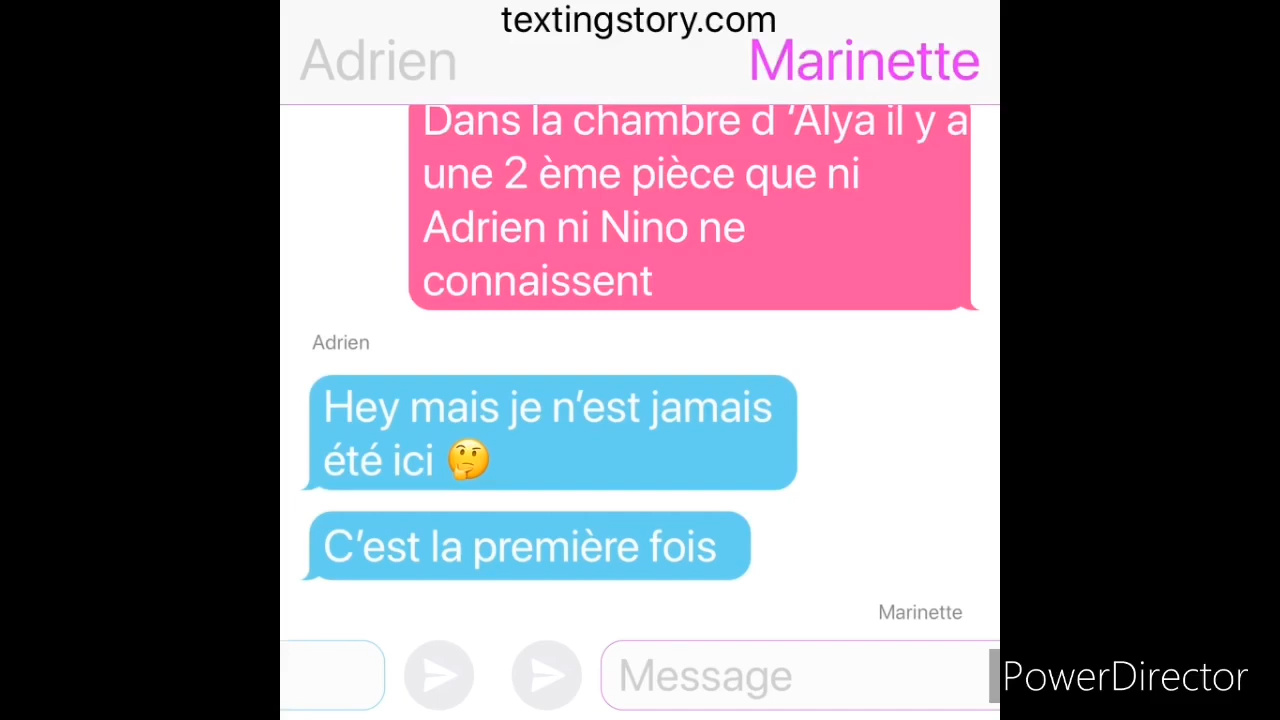 textingstory.com
Adrien Marinette
Dans la chambre d ‘Alya il y a
une 2 ème pièce que ni
Adrien ni Nino ne
connaissent
Adrien
Hey mais je n’est jamais
été ici 🤔
C’est la première fois
Marinette
Message
PowerDirector